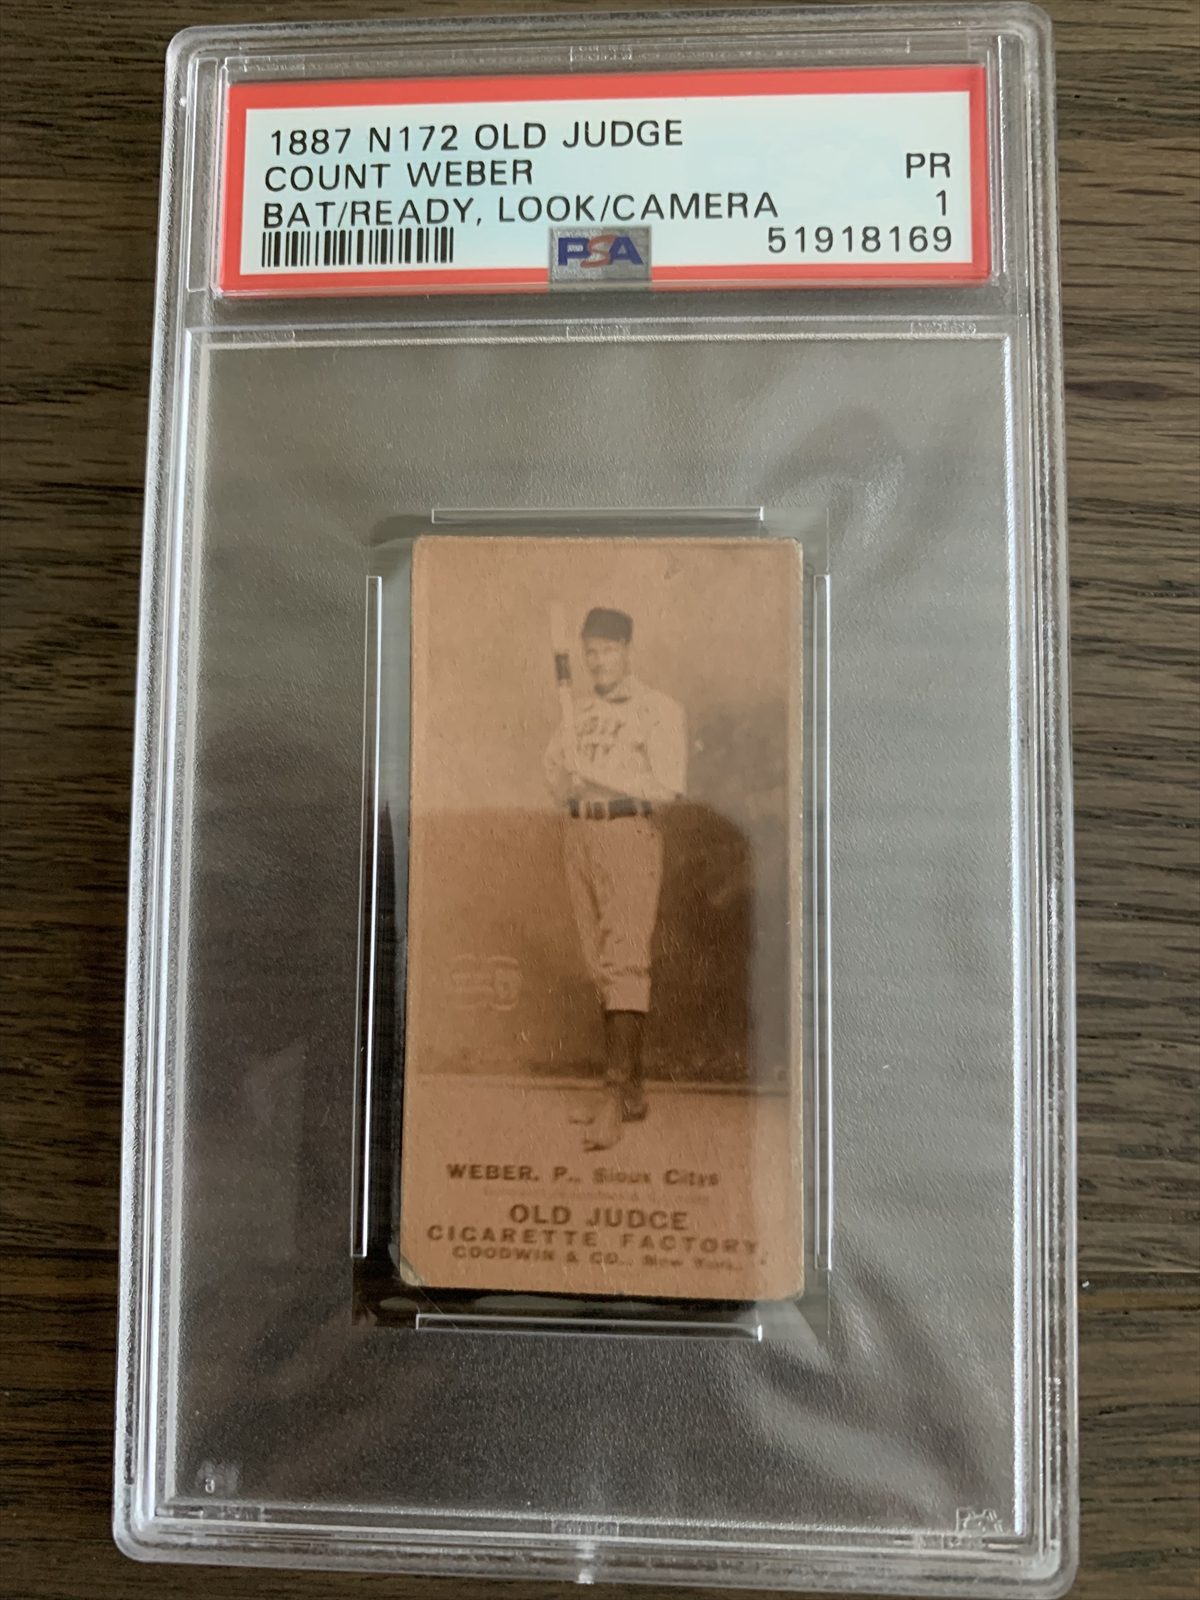 1887 N172 OLD JUDGE
COUNT WEBER
PR
BAT/READY, LOOK/CAMERA
1
PSA
51918169
WEBER. P., Sioux Citys
OLD JUDGE
CIGARETTE FACTORY.
GOODWIN & CO., New York.